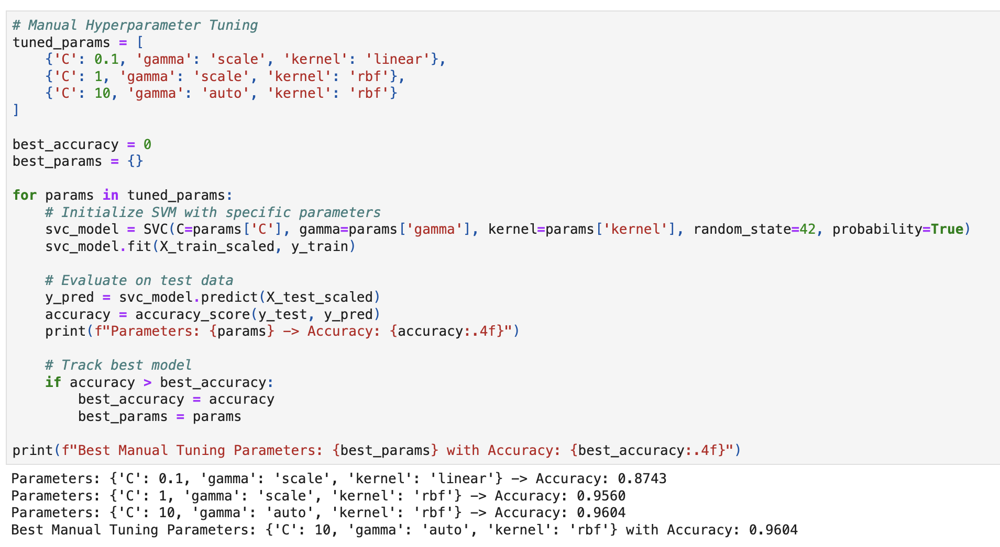 # Manual Hyperparameter Tuning
tuned_params = [
    {'C': 0.1, 'gamma': 'scale', 'kernel': 'linear'},
    {'C': 1, 'gamma': 'scale', 'kernel': 'rbf'},
    {'C': 10, 'gamma': 'auto', 'kernel': 'rbf'}
]

best_accuracy = 0
best_params = {}

for params in tuned_params:
    # Initialize SVM with specific parameters
    svc_model = SVC(C=params['C'], gamma=params['gamma'], kernel=params['kernel'], random_state=42, probability=True)
    svc_model.fit(X_train_scaled, y_train)

    # Evaluate on test data
    y_pred = svc_model.predict(X_test_scaled)
    accuracy = accuracy_score(y_test, y_pred)
    print(f"Parameters: {params} -> Accuracy: {accuracy:.4f}")

    # Track best model
    if accuracy > best_accuracy:
        best_accuracy = accuracy
        best_params = params

print(f"Best Manual Tuning Parameters: {best_params} with Accuracy: {best_accuracy:.4f}")
Parameters: {'C': 0.1, 'gamma': 'scale', 'kernel': 'linear'} -> Accuracy: 0.8743
Parameters: {'C': 1, 'gamma': 'scale', 'kernel': 'rbf'} -> Accuracy: 0.9560
Parameters: {'C': 10, 'gamma': 'auto', 'kernel': 'rbf'} -> Accuracy: 0.9604
Best Manual Tuning Parameters: {'C': 10, 'gamma': 'auto', 'kernel': 'rbf'} with Accuracy: 0.9604